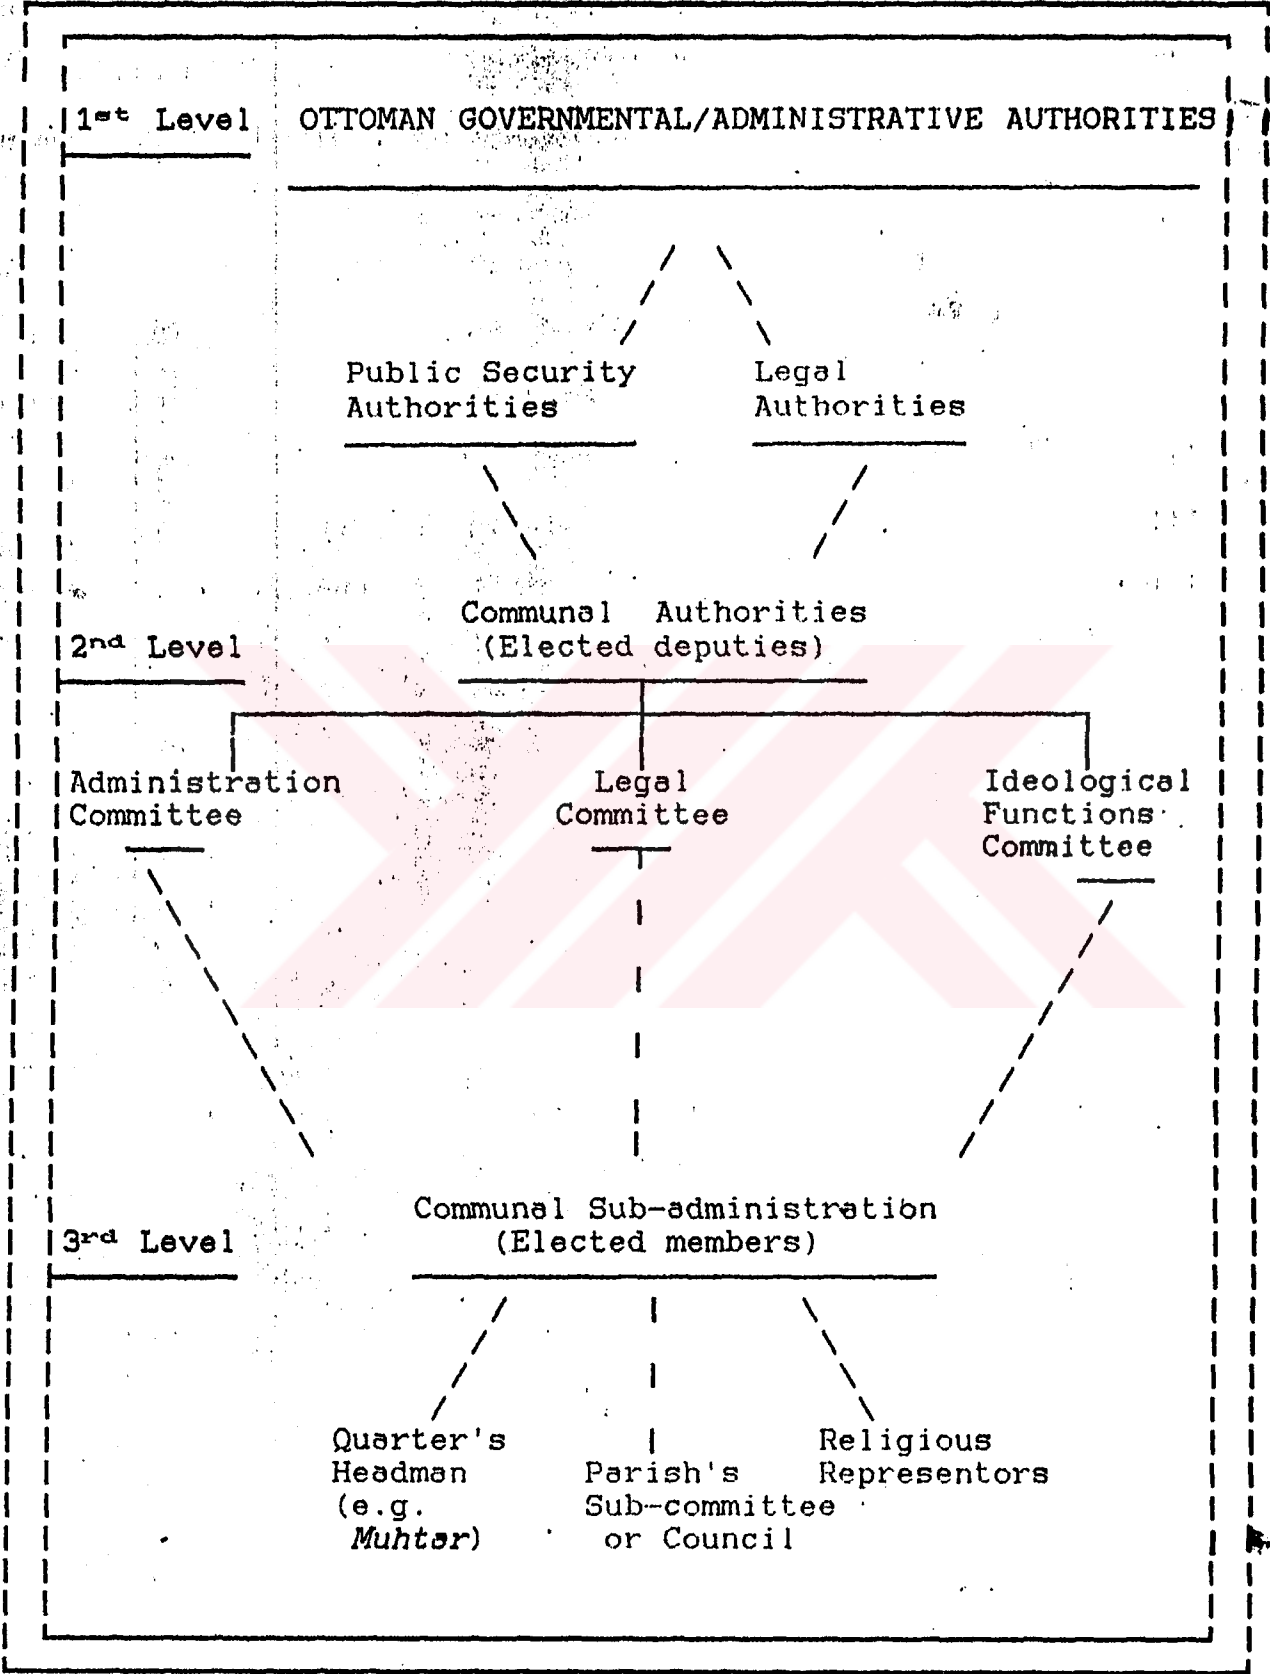 1st Level OTTOMAN GOVERNMENTAL/ADMINISTRATIVE AUTHORITIES
Public Security
Authorities
Legal
Authorities
Communal Authorities
(Elected deputies)
2nd Level
Administration
Committee
Legal
Committee
Ideological
Functions
Committee
Communal Sub-administration
(Elected members)
3rd Level
Quarter's
Headman
(e.g.
Muhtar)
Parish's
Sub-committee
or Council
Religious
Representors